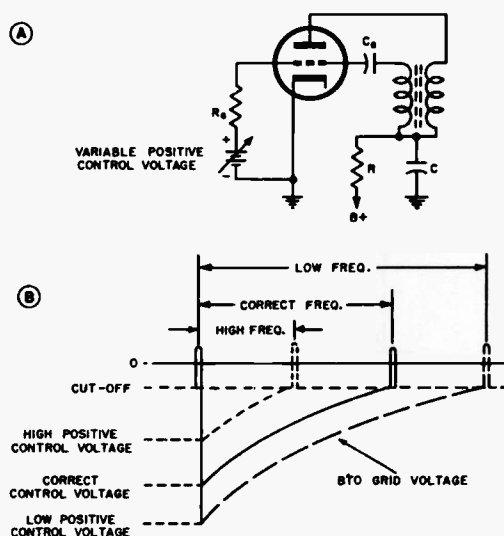 A
Cg
Rg
+
VARIABLE POSITIVE
CONTROL VOLTAGE
-
R
C
B+
B
LOW FREQ.
CORRECT FREQ.
HIGH FREQ.
0
CUT-OFF
HIGH POSITIVE
CONTROL VOLTAGE
CORRECT
CONTROL VOLTAGE
BTO GRID VOLTAGE
LOW POSITIVE
CONTROL VOLTAGE